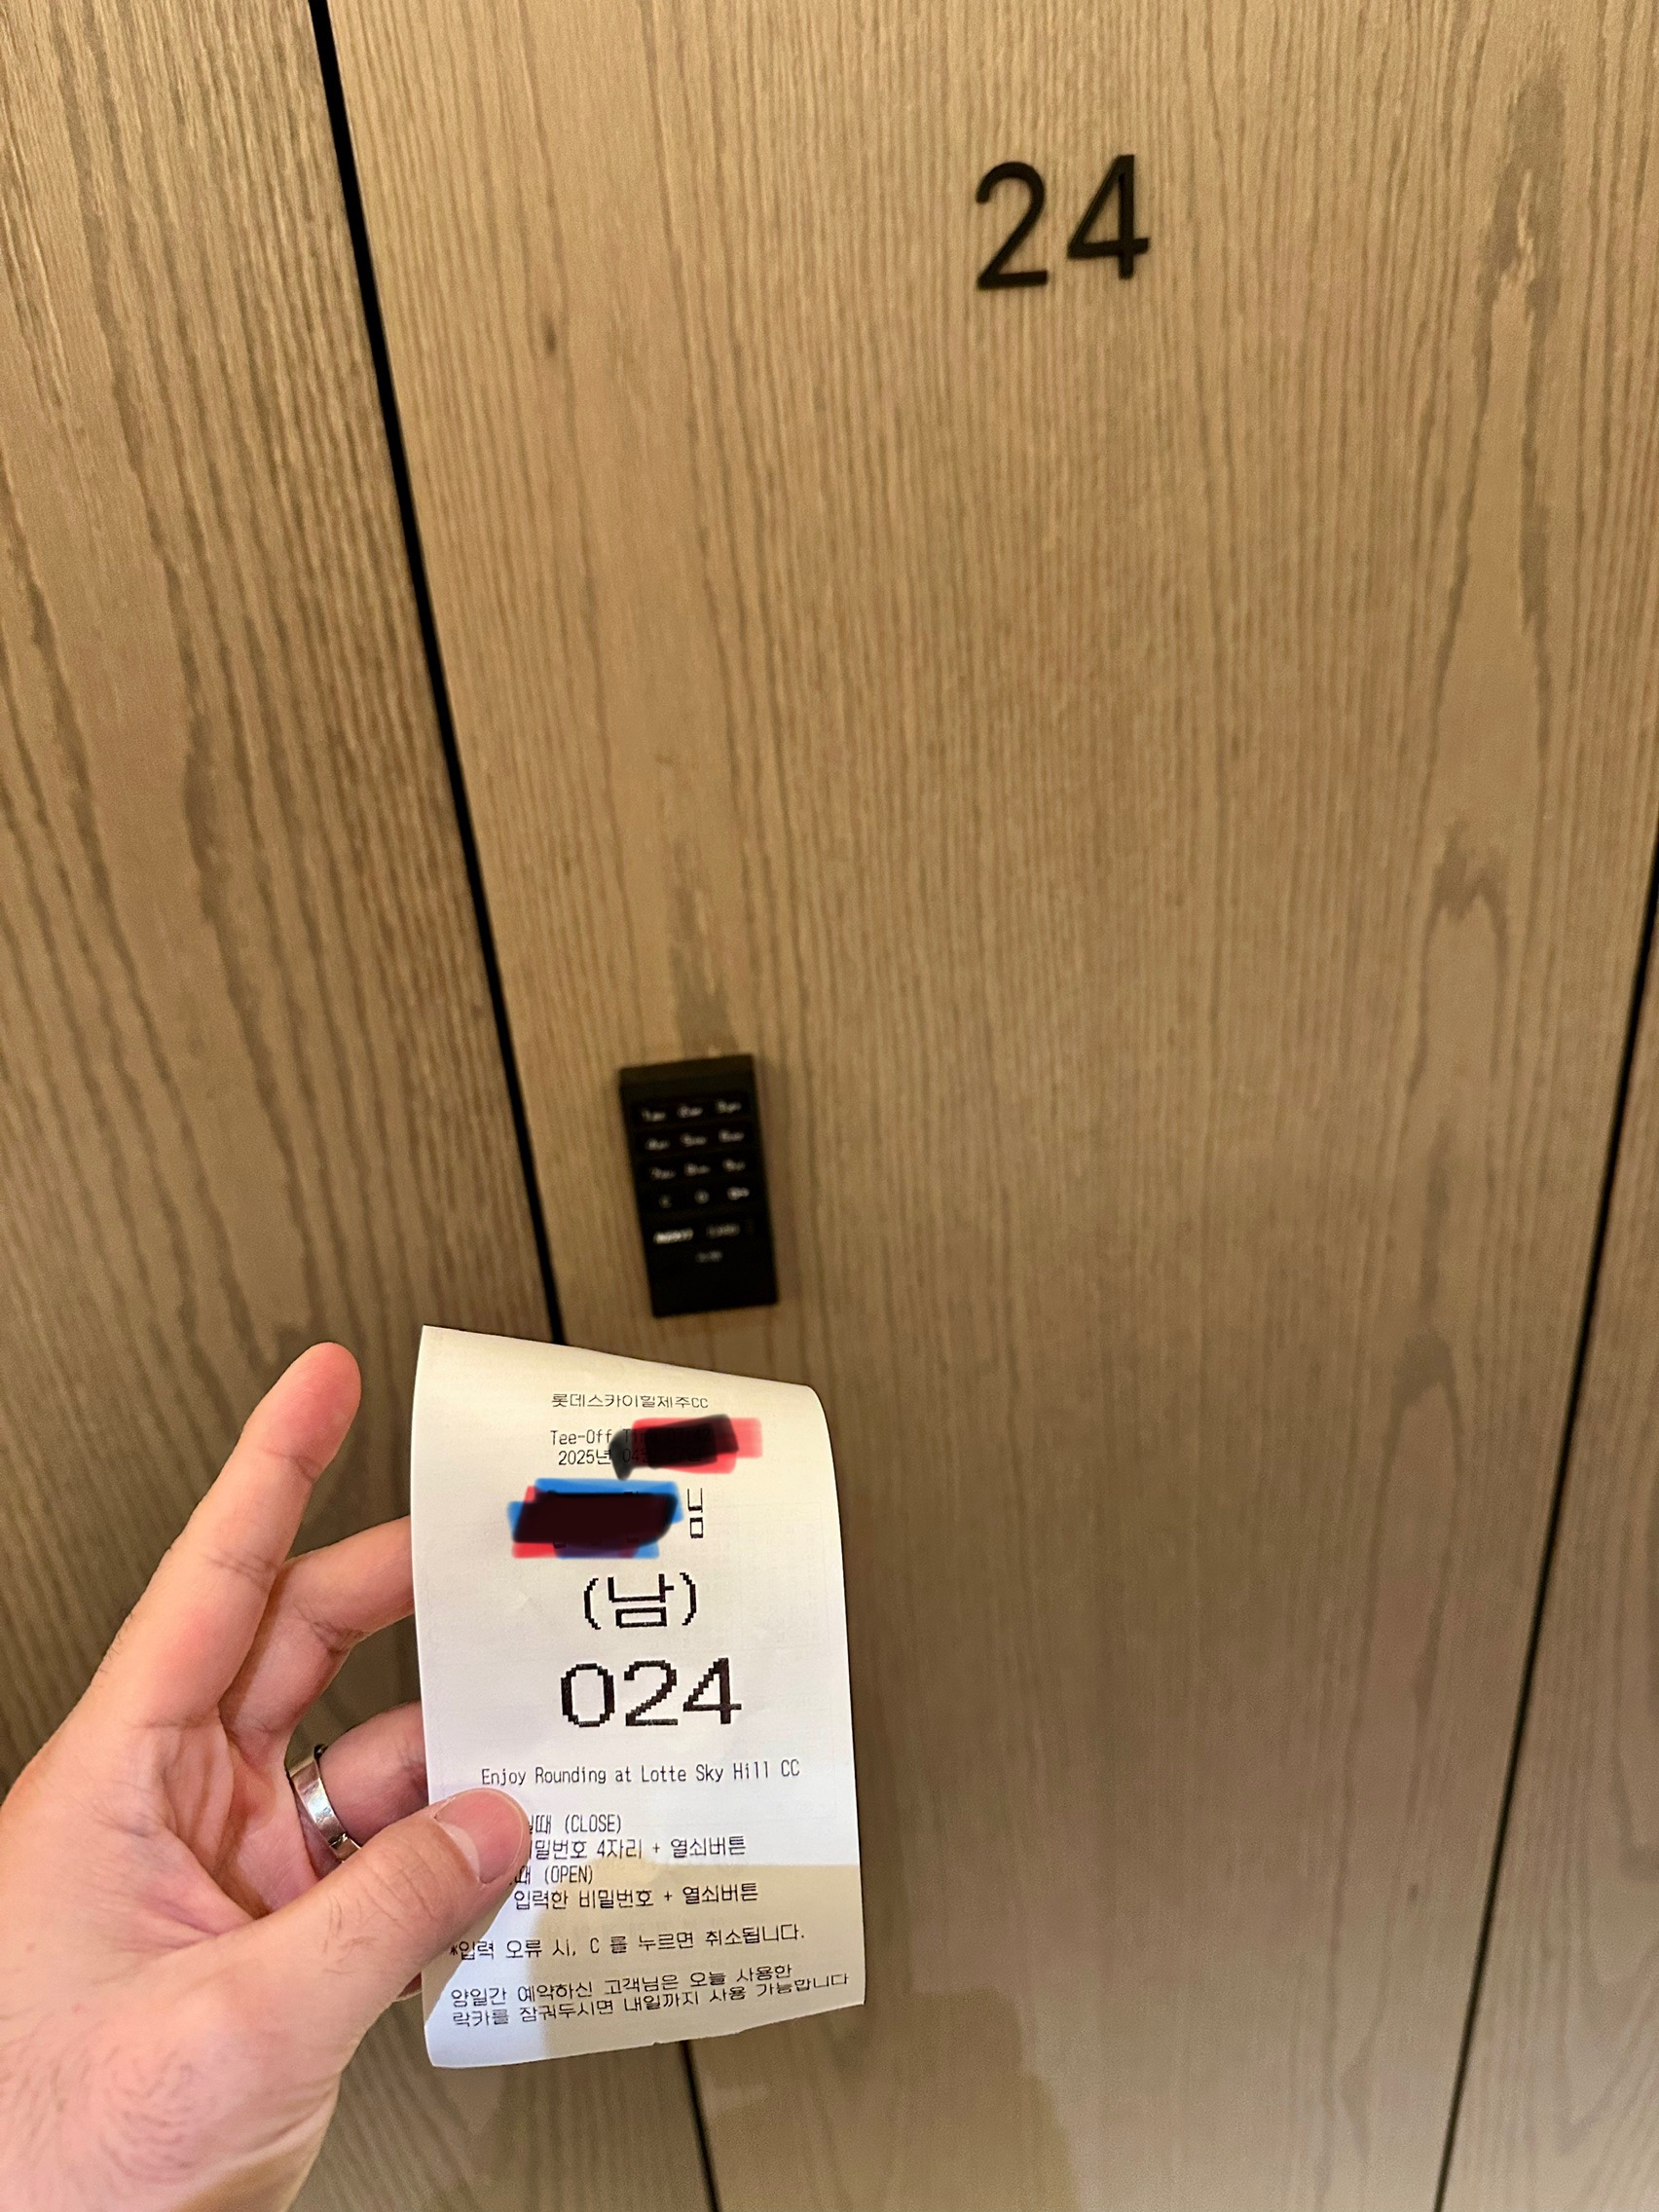 24
롯데스카이힐제주CC
Tee-Off
2025년
님
(남)
024
Enjoy Rounding at Lotte Sky Hill CC
(CLOSE)
4자리 + 열쇠버튼
(OPEN)
입력한 비밀번호 + 열쇠버튼
*입력 오류 시, C 를 누르면 취소됩니다.
양일간 예약하신 고객님은 오늘 사용한
락카를 잠궈두시면 내일까지 사용 가능합니다